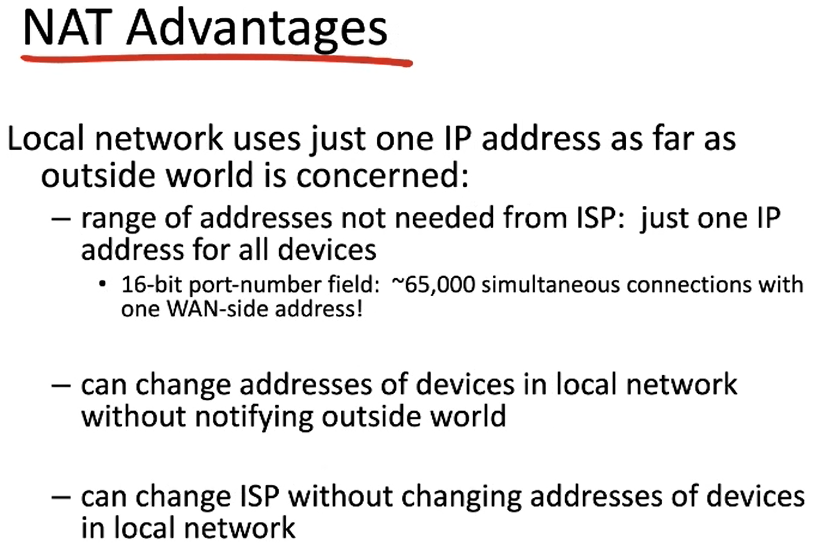 NAT Advantages
Local network uses just one IP address as far as
outside world is concerned:
– range of addresses not needed from ISP:  just one IP
address for all devices
• 16-bit port-number field:  ~65,000 simultaneous connections with
one WAN-side address!
– can change addresses of devices in local network
without notifying outside world
– can change ISP without changing addresses of devices
in local network